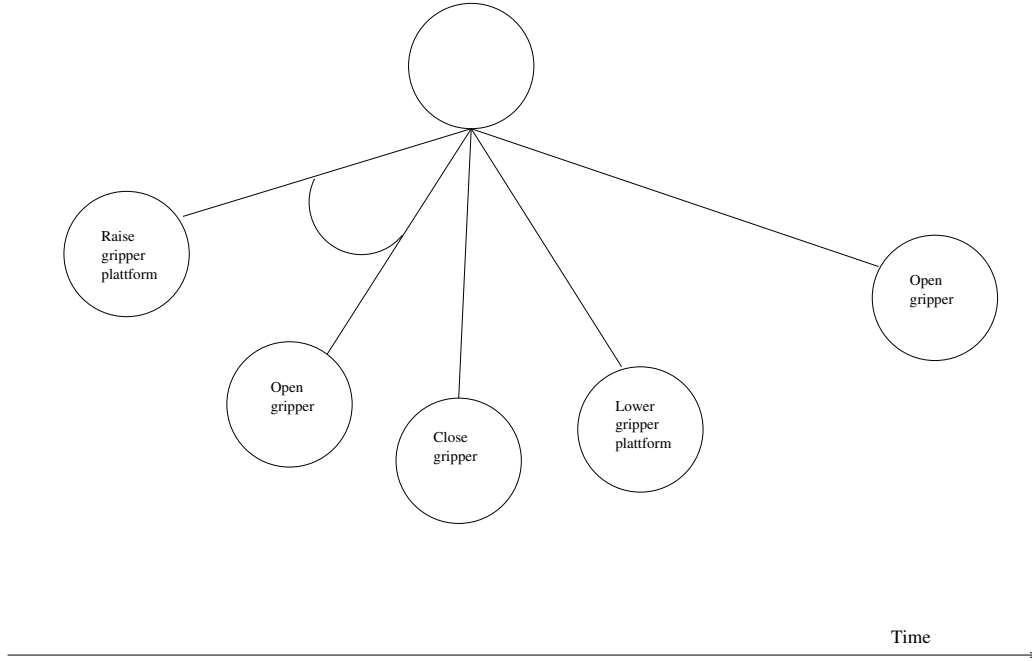 Raise
gripper
plattform
Open
gripper
Close
gripper
Lower
gripper
plattform
Open
gripper
Time